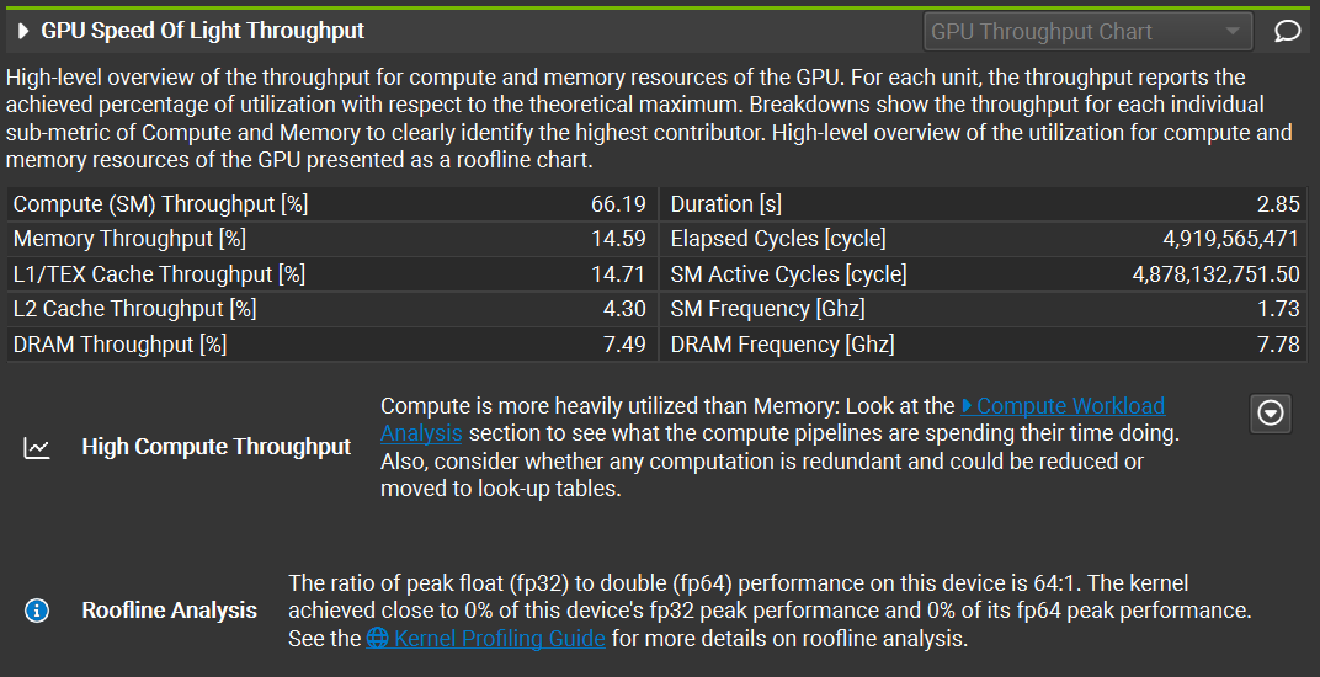 GPU Speed Of Light Throughput
GPU Throughput Chart
High-level overview of the throughput for compute and memory resources of the GPU. For each unit, the throughput reports the
achieved percentage of utilization with respect to the theoretical maximum. Breakdowns show the throughput for each individual
sub-metric of Compute and Memory to clearly identify the highest contributor. High-level overview of the utilization for compute and
memory resources of the GPU presented as a roofline chart.
Compute (SM) Throughput [%] 66.19 Duration [s] 2.85
Memory Throughput [%] 14.59 Elapsed Cycles [cycle] 4,919,565,471
L1/TEX Cache Throughput [%] 14.71 SM Active Cycles [cycle] 4,878,132,751.50
L2 Cache Throughput [%] 4.30 SM Frequency [Ghz] 1.73
DRAM Throughput [%] 7.49 DRAM Frequency [Ghz] 7.78
High Compute Throughput
Compute is more heavily utilized than Memory: Look at the Compute Workload
Analysis section to see what the compute pipelines are spending their time doing.
Also, consider whether any computation is redundant and could be reduced or
moved to look-up tables.
Roofline Analysis
The ratio of peak float (fp32) to double (fp64) performance on this device is 64:1. The kernel
achieved close to 0% of this device's fp32 peak performance and 0% of its fp64 peak performance.
See the Kernel Profiling Guide for more details on roofline analysis.